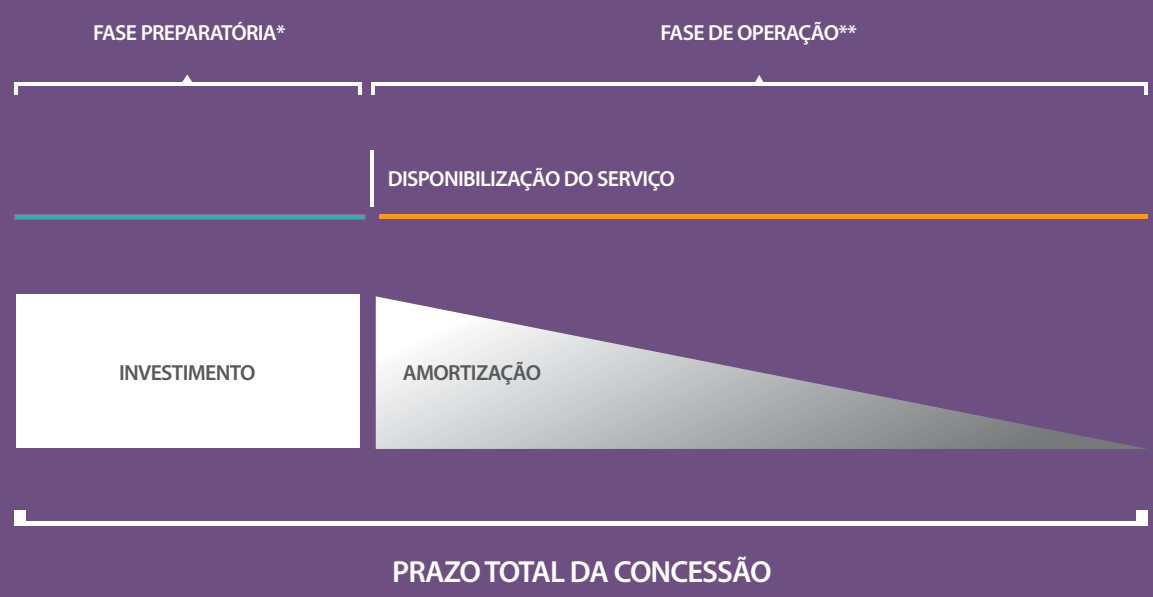 FASE PREPARATÓRIA*
FASE DE OPERAÇÃO**
DISPONIBILIZAÇÃO DO SERVIÇO
INVESTIMENTO
AMORTIZAÇÃO
PRAZO TOTAL DA CONCESSÃO